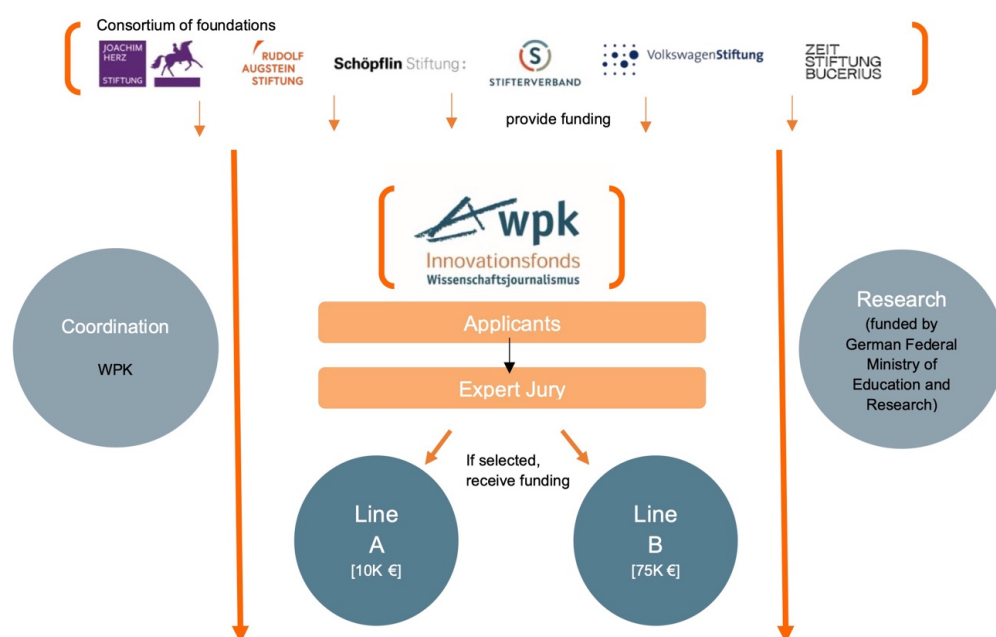 Consortium of foundations
JOACHIM
HERZ
STIFTUNG
RUDOLF
AUGSTEIN
STIFTUNG
Schöpflin Stiftung:
S
STIFTERVERBAND
VolkswagenStiftung
ZEIT
STIFTUNG
BUCERIUS
provide funding
wpk
Innovationsfonds
Wissenschaftsjournalismus
Coordination
WPK
Applicants
Expert Jury
Research
(funded by
German Federal
Ministry of
Education and
Research)
If selected,
receive funding
Line
A
[10K €]
Line
B
[75K €]